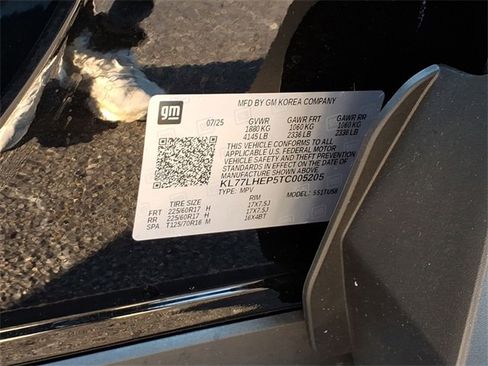 gm
MFD BY GM KOREA COMPANY
07/25 GVWR GAWR FRT GAWR RR
1880 KG 1060 KG 1060 KG
4145 LB 2336 LB 2336 LB
THIS VEHICLE CONFORMS TO ALL
APPLICABLE U.S. FEDERAL MOTOR
VEHICLE SAFETY AND THEFT PREVENTION
STANDARDS IN EFFECT ON THE DATE OF
MANUFACTURE SHOWN ABOVE.
KL77LHEP5TC005205
TYPE: MPV MODEL: 5S1TU58
TIRE SIZE RIM
FRT 225/60R17 H 17X7.5J
RR 225/60R17 H 17X7.5J
SPA T125/70R16 M 16X4BT